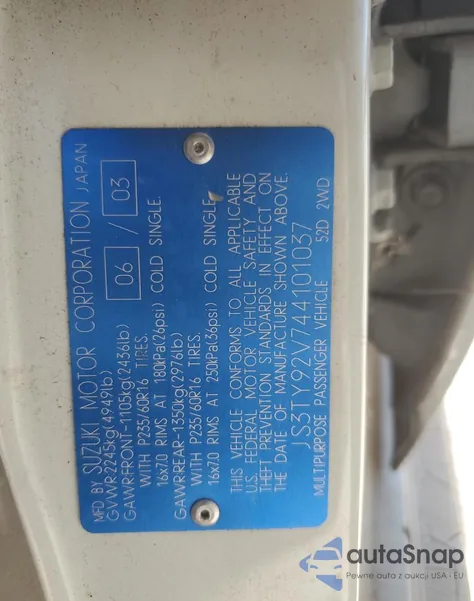 MFD BY SUZUKI MOTOR CORPORATION JAPAN
GVWR2245kg(4949lb) 06 / 03
GAWRFRONT-1105kg(2436lb)
WITH P235/60R16 TIRES.
16x7.0 RIMS AT 180kPa(26psi) COLD SINGLE.
GAWRREAR-1350kg(2976lb)
WITH P235/60R16 TIRES.
16x7.0 RIMS AT 250kPa(36psi) COLD SINGLE.
THIS VEHICLE CONFORMS TO ALL APPLICABLE
U.S. FEDERAL MOTOR VEHICLE SAFETY AND
THEFT PREVENTION STANDARDS IN EFFECT ON
THE DATE OF MANUFACTURE SHOWN ABOVE.
JS3TY92V744101037
MULTIPURPOSE PASSENGER VEHICLE 52D 2WD
autaSnap
Pewne auta z aukcji USA i EU